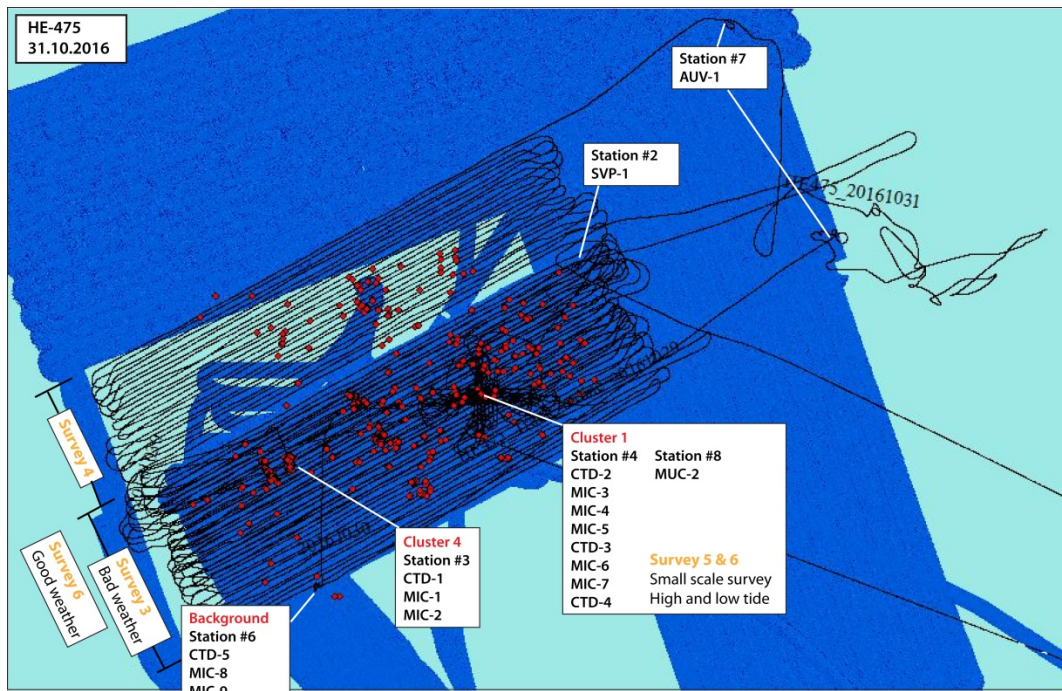 HE-475
31.10.2016
Station #7
AUV-1
Station #2
SVP-1
475_20161031
Survey 4
Survey 6
Good weather
Survey 3
Bad weather
Cluster 1
Station #4 Station #8
CTD-2 MUC-2
MIC-3
MIC-4
MIC-5
CTD-3
MIC-6
MIC-7
CTD-4
Survey 5 & 6
Small scale survey
High and low tide
Cluster 4
Station #3
CTD-1
MIC-1
MIC-2
Background
Station #6
CTD-5
MIC-8
MIC-9